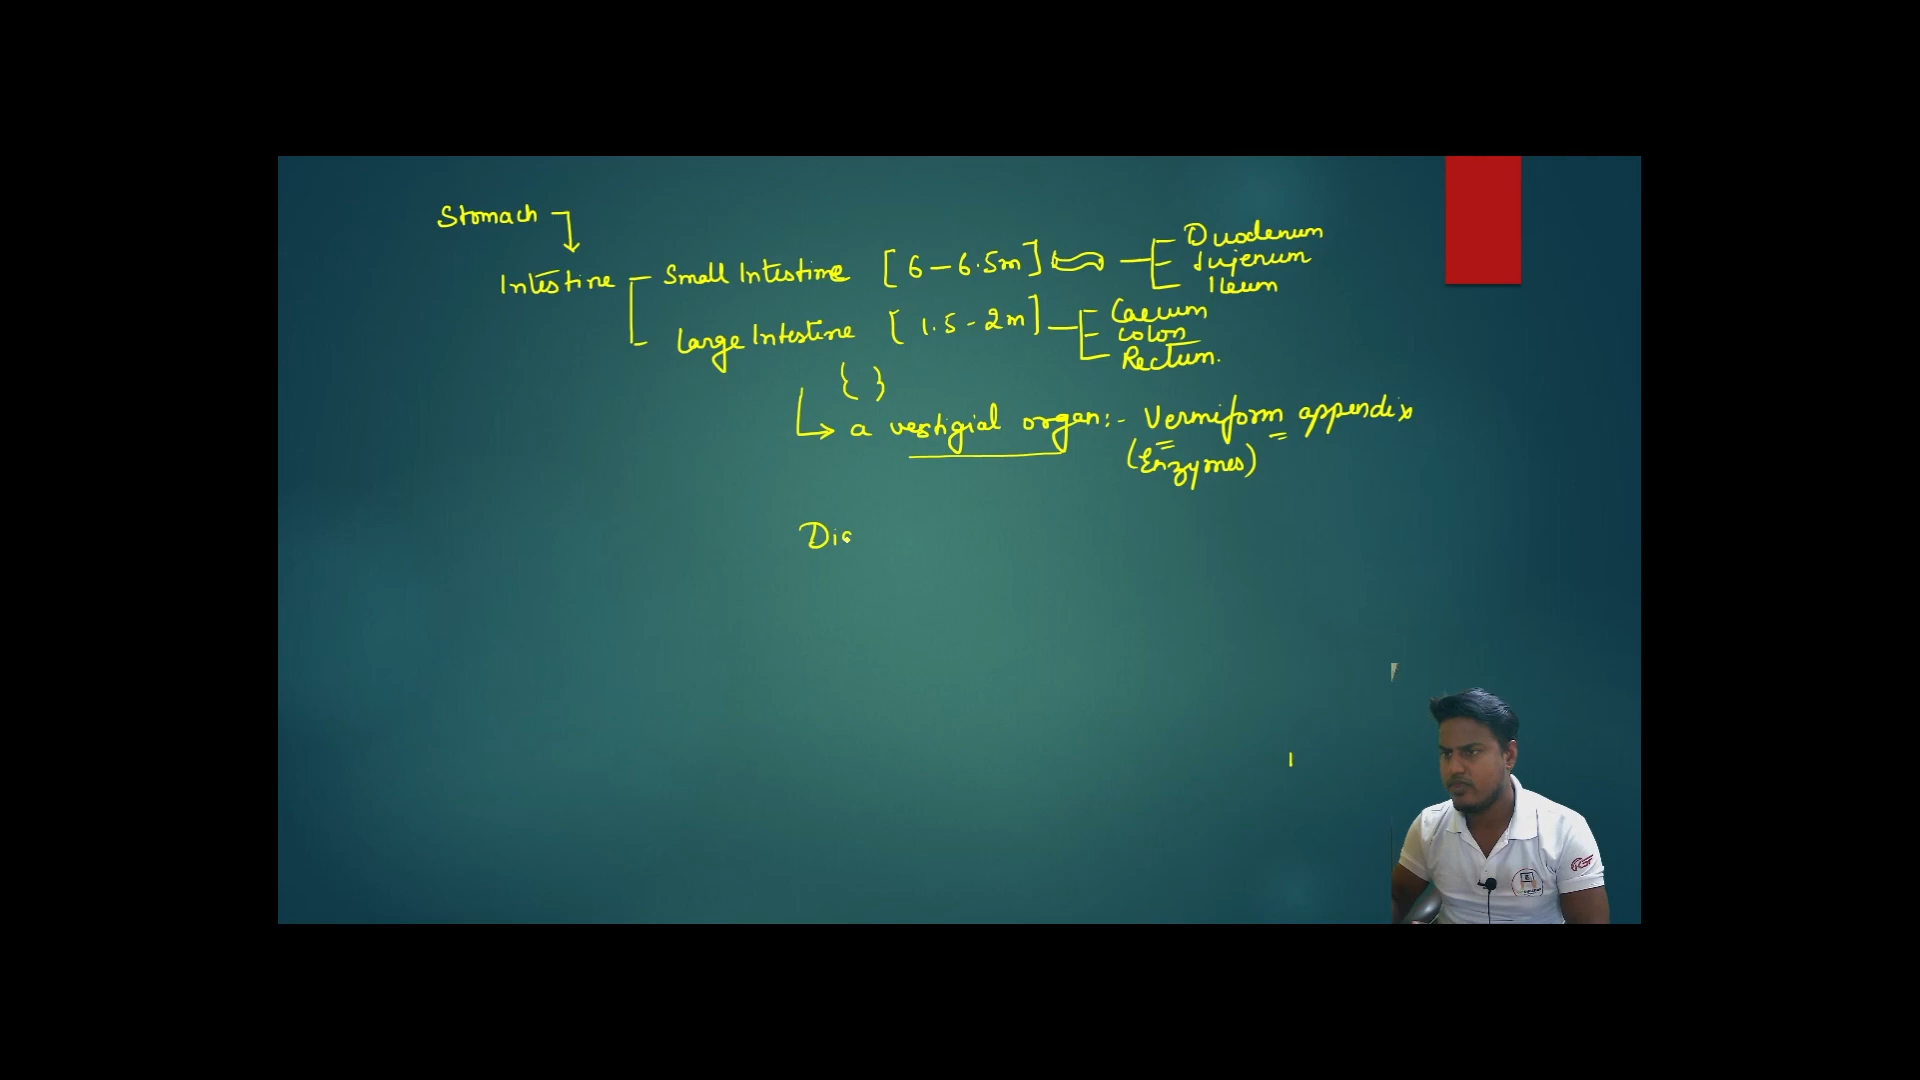 Stomach
Intestine
Small Intestine [6-6.5m]
Duodenum
Jujenum
Ileum
Large Intestine [1.5-2m]
Caecum
Colon
Rectum.
{ }
a vestigial organ:- Vermiform appendix
(Enzymes)
Dis